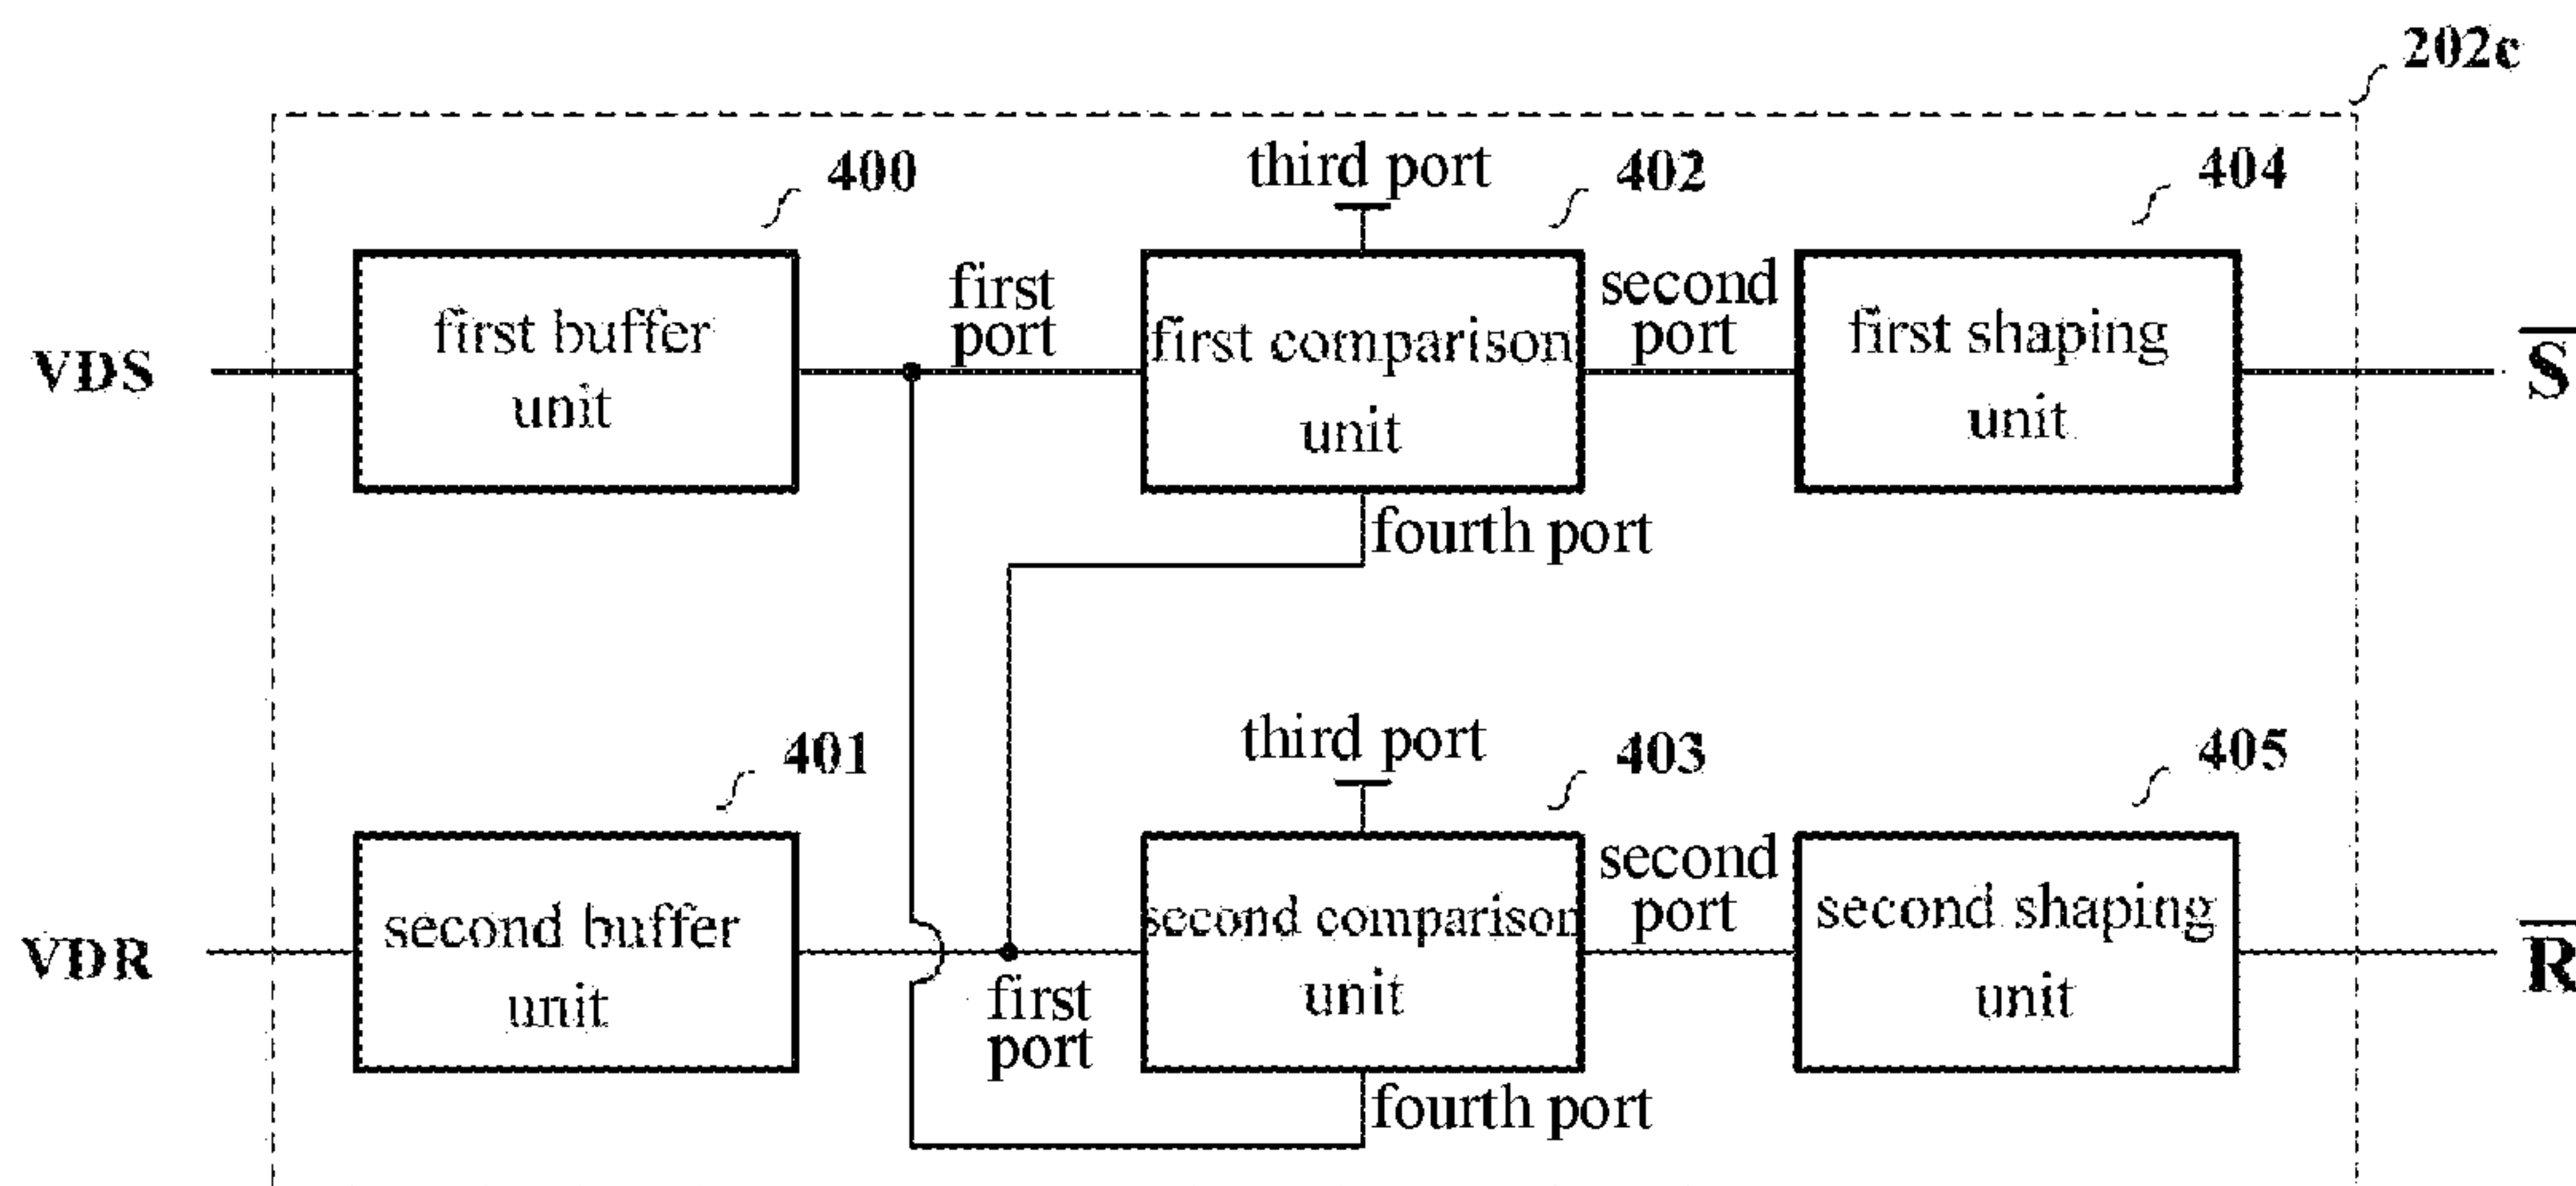 202c
400
third port
402
404
first buffer
unit
first
port
first comparison
unit
second
port
first shaping
unit
VDS
S̅
fourth port
401
third port
403
405
second buffer
unit
first
port
second comparison
unit
second
port
second shaping
unit
VDR
R̅
fourth port